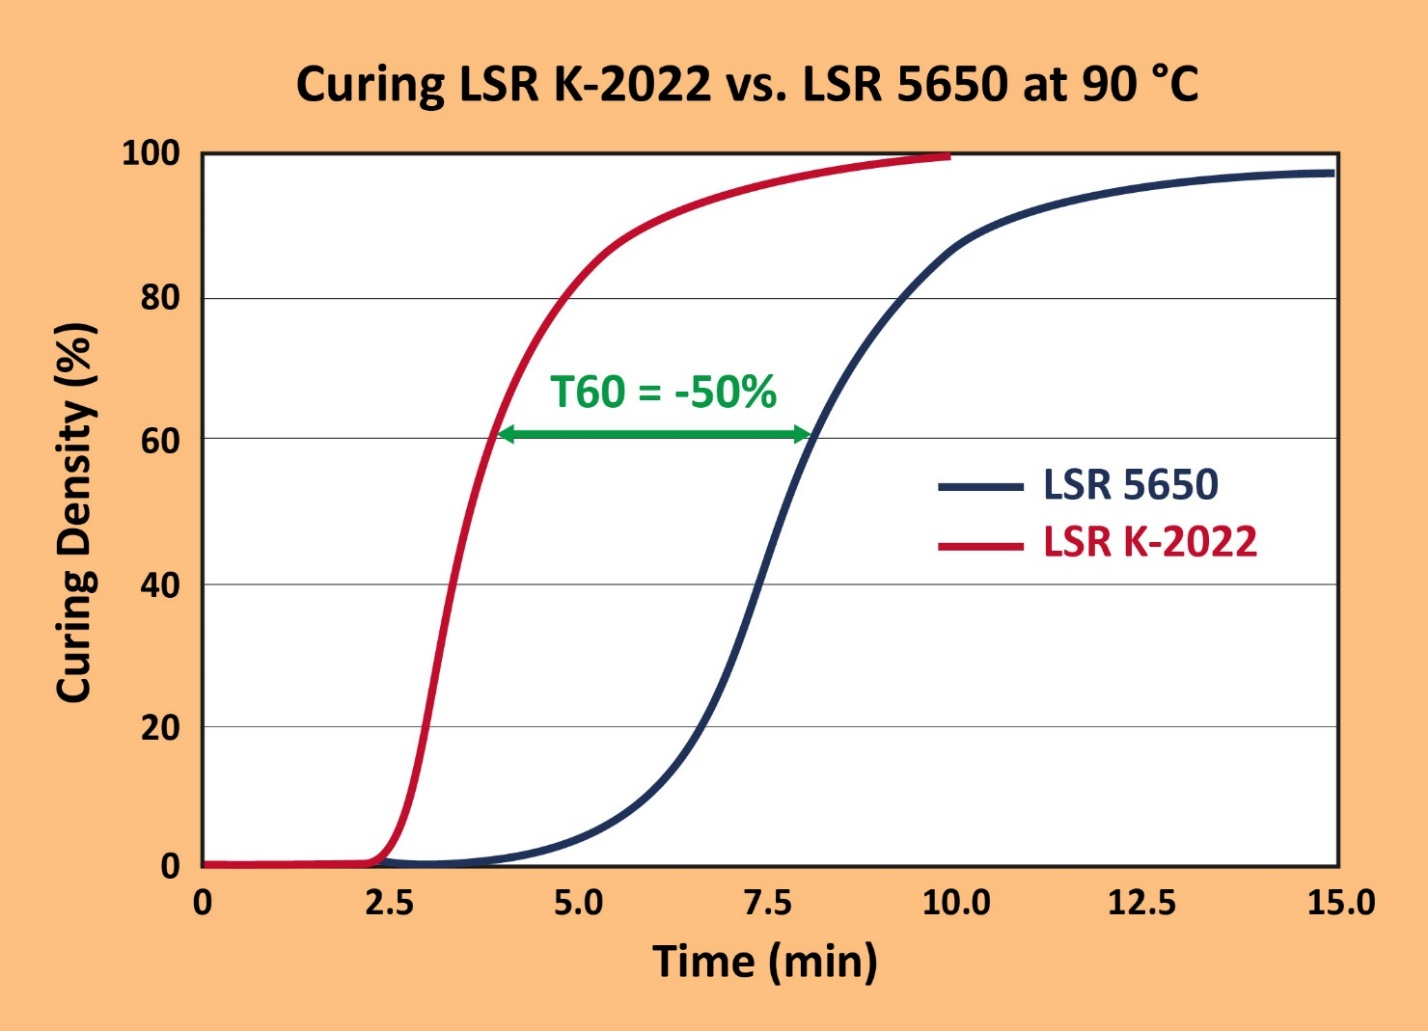 Curing LSR K-2022 vs. LSR 5650 at 90 °C
100
80
60
40
20
0
Curing Density (%)
T60 = -50%
LSR 5650
LSR K-2022
0 2.5 5.0 7.5 10.0 12.5 15.0
Time (min)